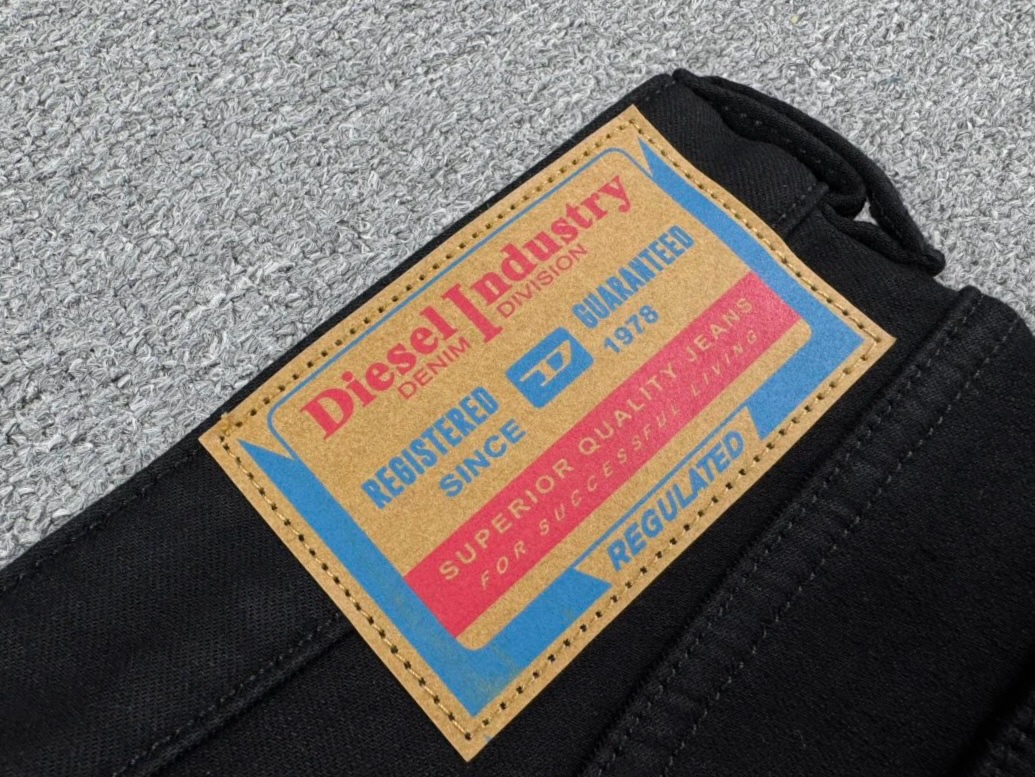 Diesel Industry
DENIM DIVISION
REGISTERED D GUARANTEED
SINCE 1978
SUPERIOR QUALITY JEANS
FOR SUCCESSFUL LIVING
REGULATED